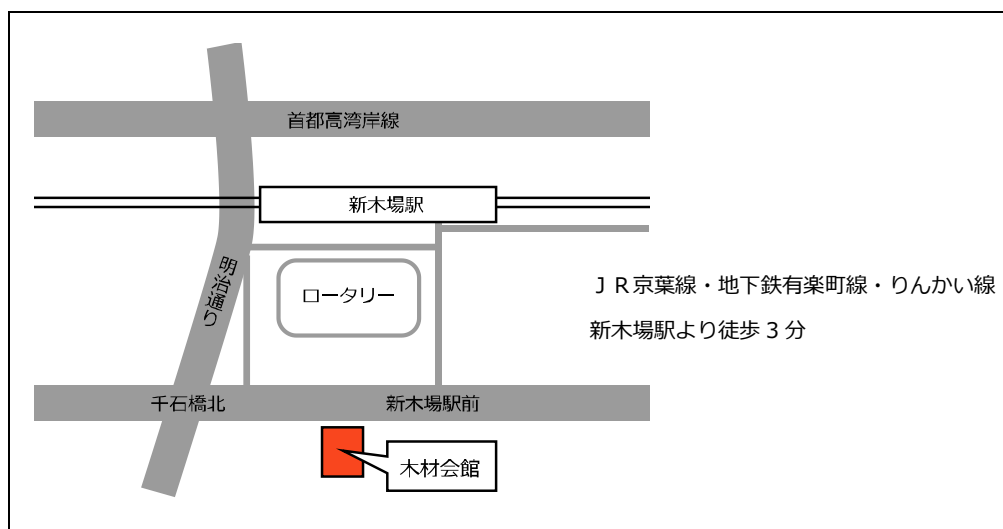 首都高湾岸線
新木場駅
明治通り
ロータリー
JR京葉線・地下鉄有楽町線・りんかい線
新木場駅より徒歩3分
千石橋北
新木場駅前
木材会館